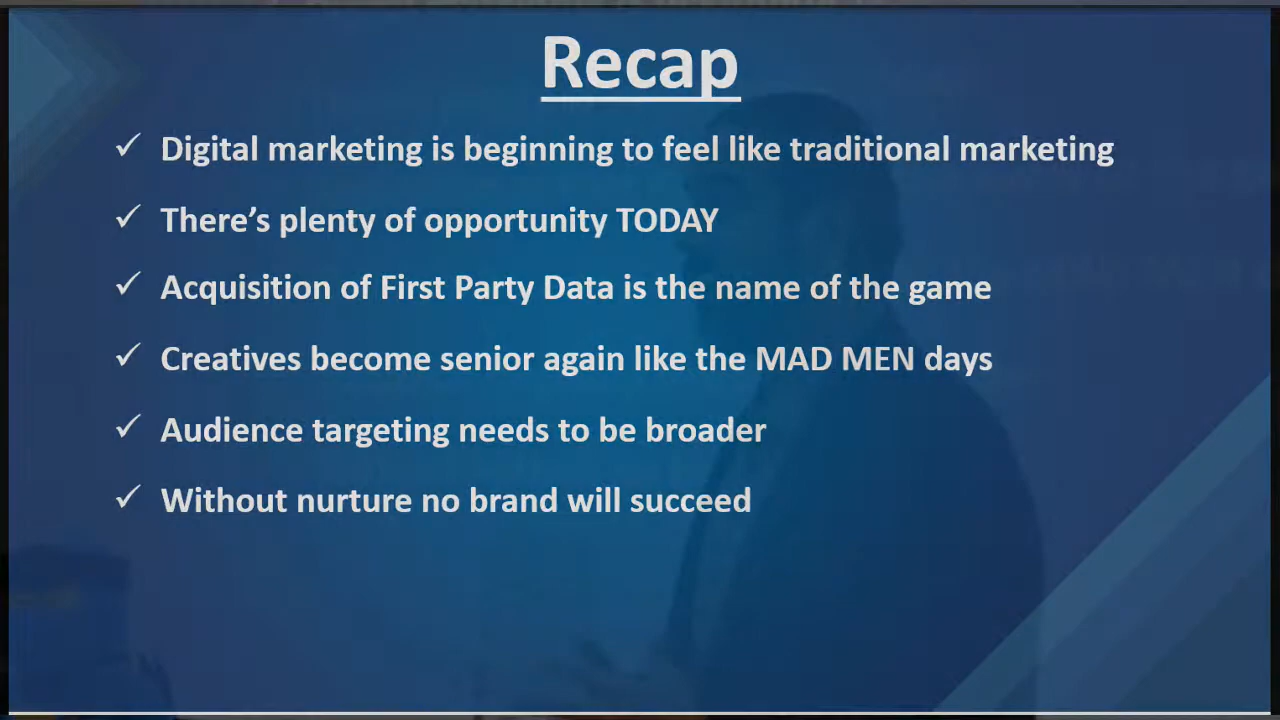 Recap
✓ Digital marketing is beginning to feel like traditional marketing
✓ There’s plenty of opportunity TODAY
✓ Acquisition of First Party Data is the name of the game
✓ Creatives become senior again like the MAD MEN days
✓ Audience targeting needs to be broader
✓ Without nurture no brand will succeed